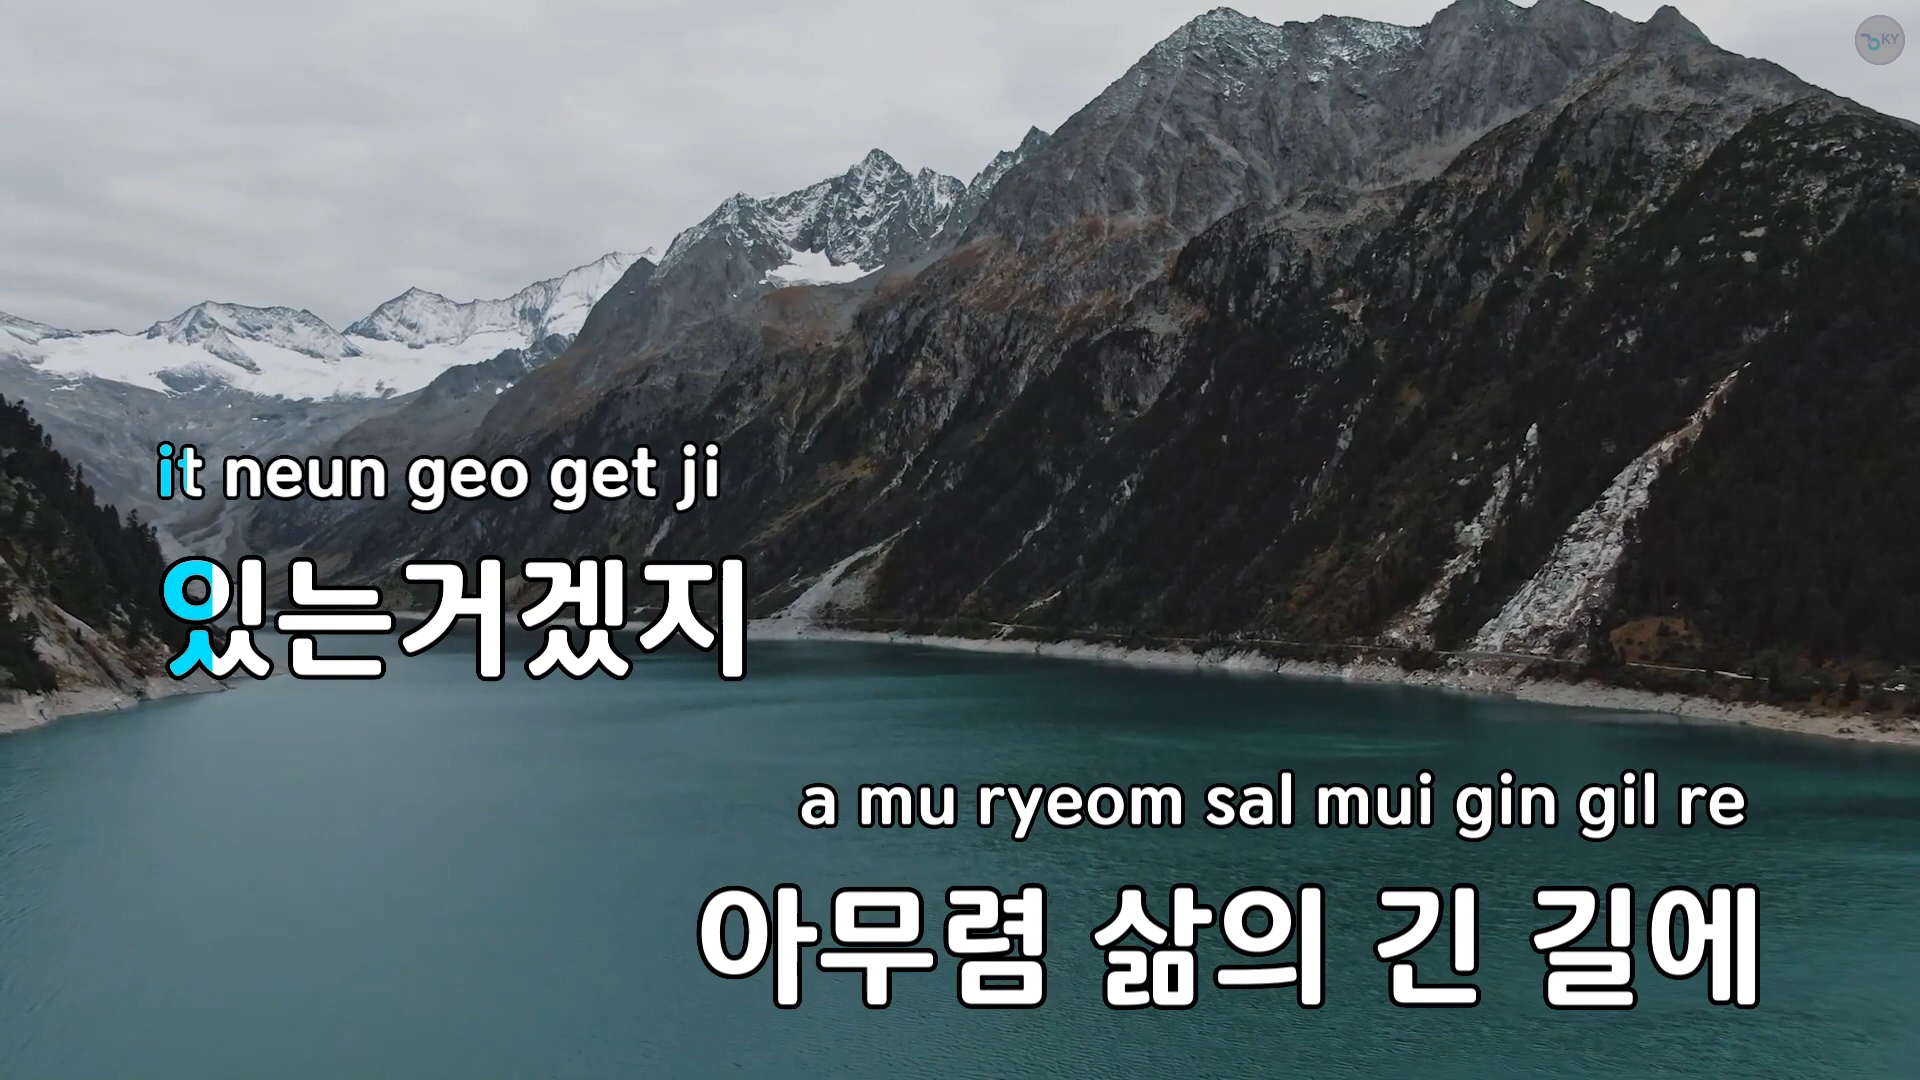 KY
it neun geo get ji
있는거겠지
a mu ryeom sal mui gin gil re
아무렴 삶의 긴 길에